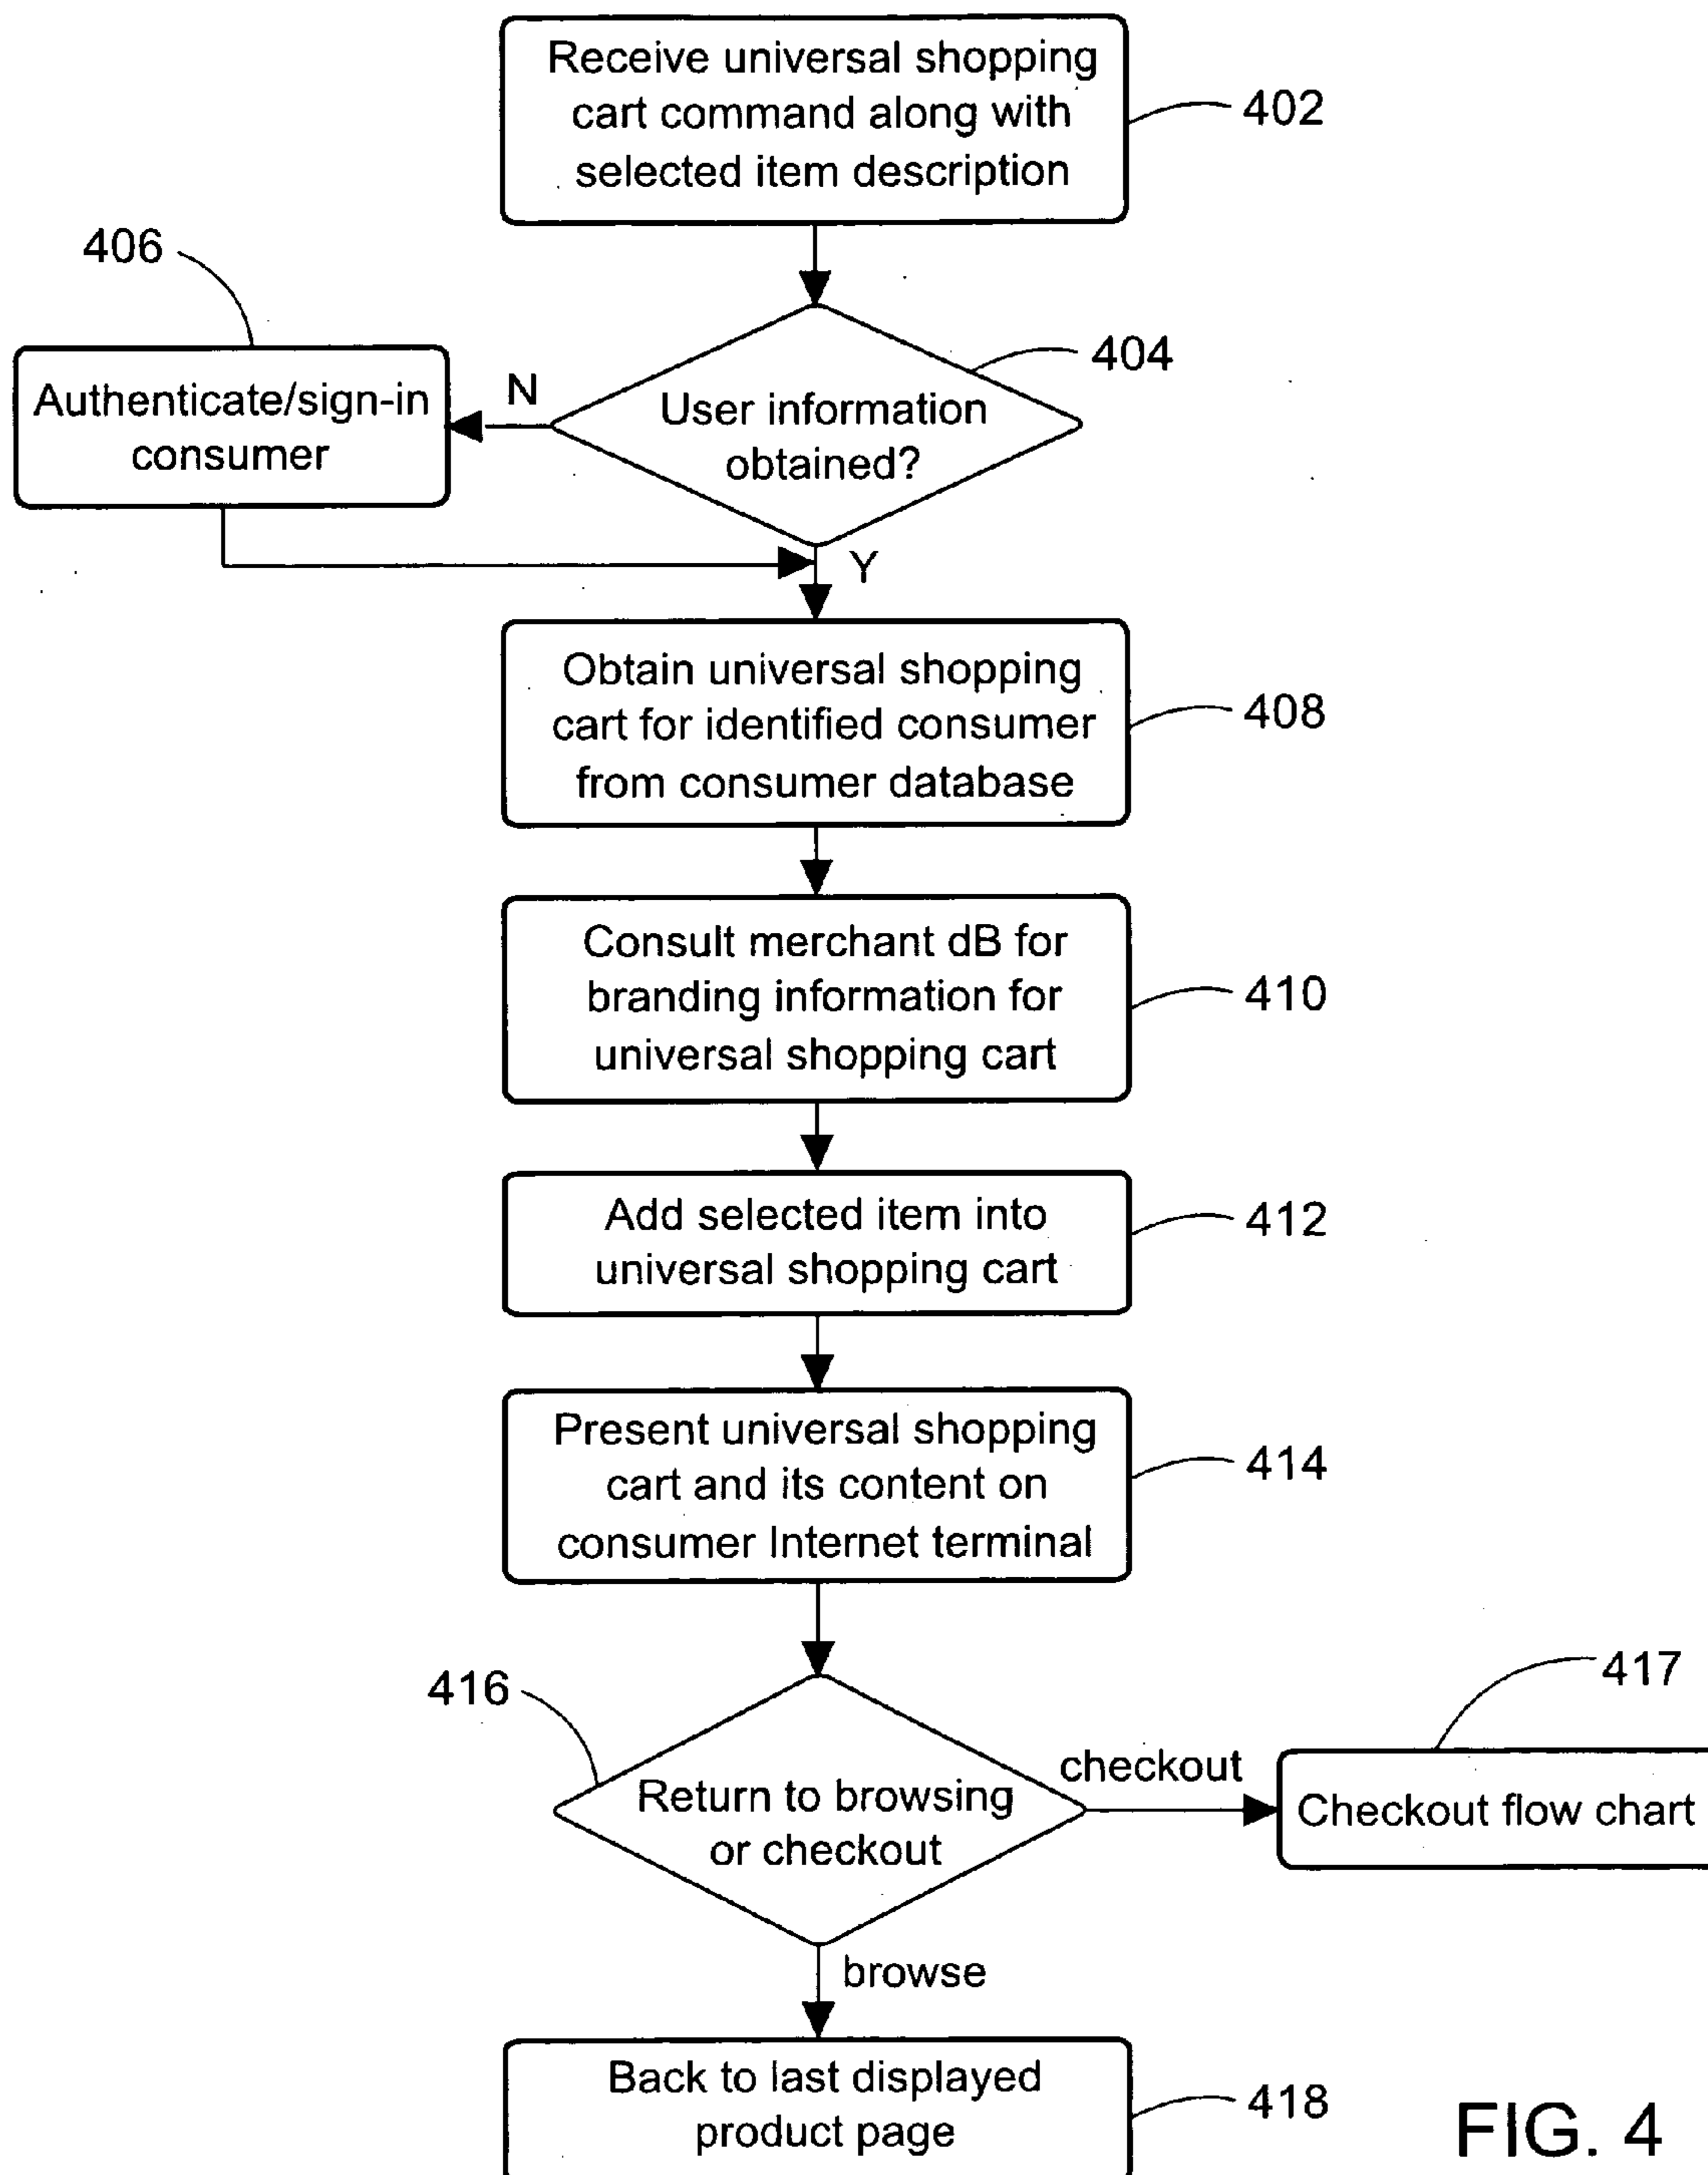 Receive universal shopping
cart command along with
selected item description
402
406
404
Authenticate/sign-in
consumer
N
User information
obtained?
Y
Obtain universal shopping
cart for identified consumer
from consumer database
408
Consult merchant dB for
branding information for
universal shopping cart
410
Add selected item into
universal shopping cart
412
Present universal shopping
cart and its content on
consumer Internet terminal
414
416
417
Return to browsing
or checkout
checkout
Checkout flow chart
browse
Back to last displayed
product page
418
FIG. 4